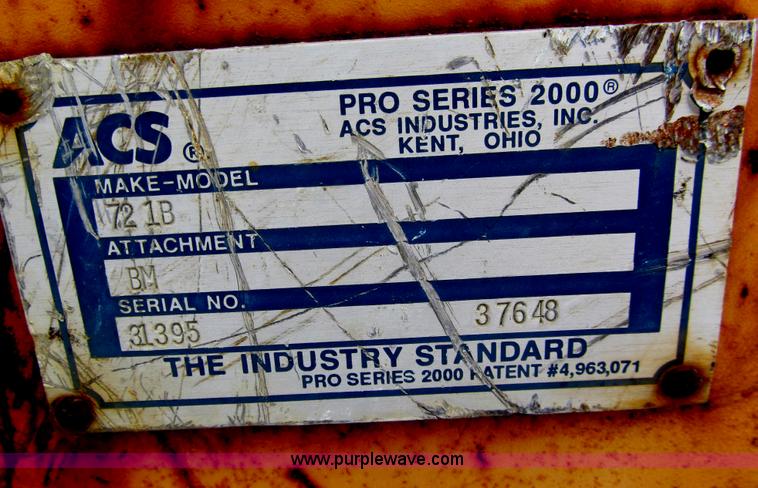 PRO SERIES 2000®
ACS ®
ACS INDUSTRIES, INC.
KENT, OHIO
MAKE-MODEL
721B
ATTACHMENT
BM
SERIAL NO.
31395 37648
THE INDUSTRY STANDARD
PRO SERIES 2000 PATENT #4,963,071
www.purplewave.com